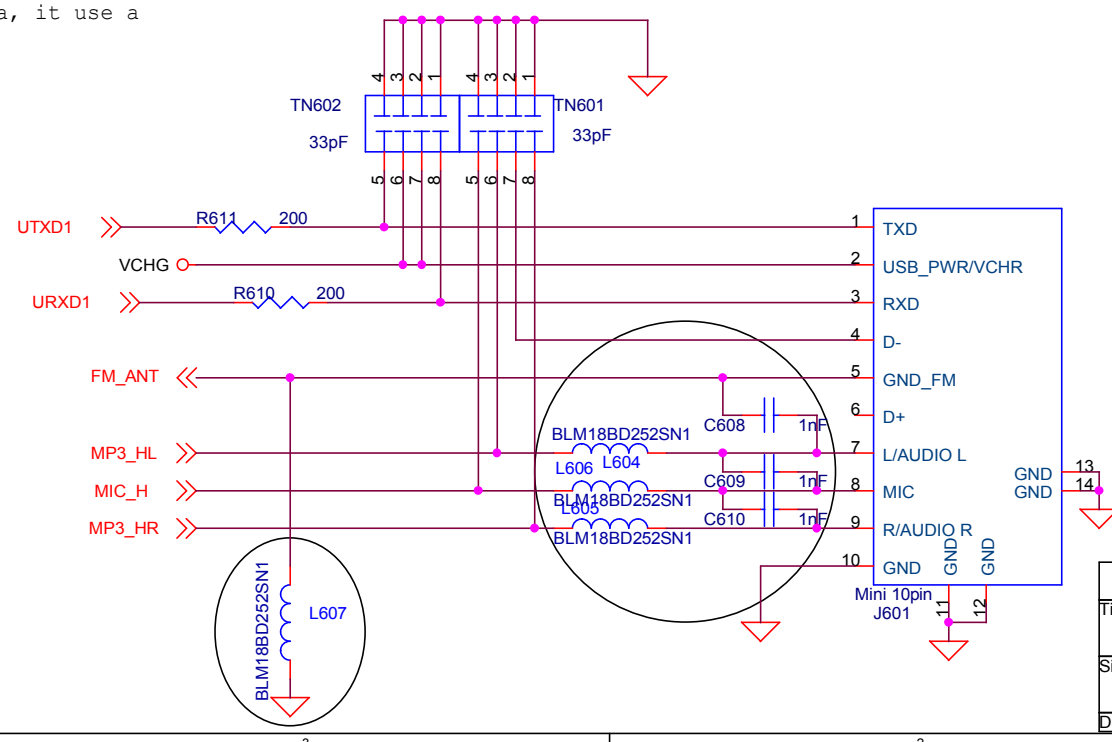 a, it use a
4 3 2 1 4 3 2 1
TN602
TN601
33pF
33pF
5 6 7 8 5 6 7 8
UTXD1
R611
200
1
TXD
VCHG
2
USB_PWR/VCHR
URXD1
R610
200
3
RXD
4
D-
FM_ANT
5
GND_FM
6
D+
C608
1nF
BLM18BD252SN1
MP3_HL
7
L/AUDIO L
L606
L604
C609
1nF
MIC_H
8
MIC
BLM18BD252SN1
L605
C610
1nF
MP3_HR
9
R/AUDIO R
BLM18BD252SN1
GND
13
GND
14
10
GND
GND
GND
Mini 10pin
J601
11
12
BLM18BD252SN1
L607
Ti
Si
D